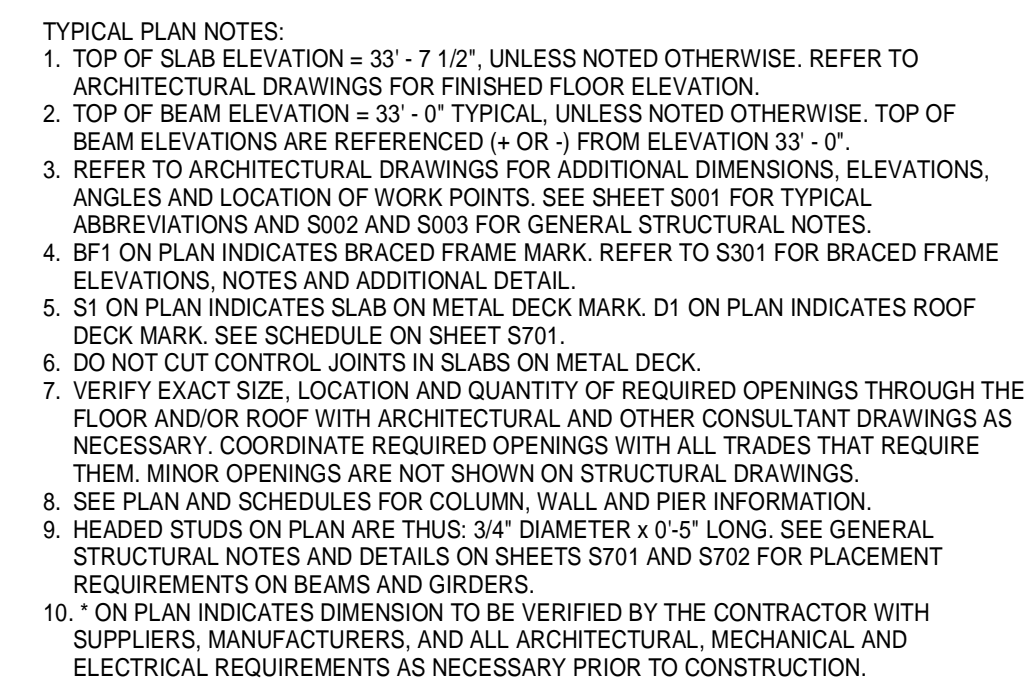 TYPICAL PLAN NOTES:
1. TOP OF SLAB ELEVATION = 33' - 7 1/2", UNLESS NOTED OTHERWISE. REFER TO
ARCHITECTURAL DRAWINGS FOR FINISHED FLOOR ELEVATION.
2. TOP OF BEAM ELEVATION = 33' - 0" TYPICAL, UNLESS NOTED OTHERWISE. TOP OF
BEAM ELEVATIONS ARE REFERENCED (+ OR -) FROM ELEVATION 33' - 0".
3. REFER TO ARCHITECTURAL DRAWINGS FOR ADDITIONAL DIMENSIONS, ELEVATIONS,
ANGLES AND LOCATION OF WORK POINTS. SEE SHEET S001 FOR TYPICAL
ABBREVIATIONS AND S002 AND S003 FOR GENERAL STRUCTURAL NOTES.
4. BF1 ON PLAN INDICATES BRACED FRAME MARK. REFER TO S301 FOR BRACED FRAME
ELEVATIONS, NOTES AND ADDITIONAL DETAIL.
5. S1 ON PLAN INDICATES SLAB ON METAL DECK MARK. D1 ON PLAN INDICATES ROOF
DECK MARK. SEE SCHEDULE ON SHEET S701.
6. DO NOT CUT CONTROL JOINTS IN SLABS ON METAL DECK.
7. VERIFY EXACT SIZE, LOCATION AND QUANTITY OF REQUIRED OPENINGS THROUGH THE
FLOOR AND/OR ROOF WITH ARCHITECTURAL AND OTHER CONSULTANT DRAWINGS AS
NECESSARY. COORDINATE REQUIRED OPENINGS WITH ALL TRADES THAT REQUIRE
THEM. MINOR OPENINGS ARE NOT SHOWN ON STRUCTURAL DRAWINGS.
8. SEE PLAN AND SCHEDULES FOR COLUMN, WALL AND PIER INFORMATION.
9. HEADED STUDS ON PLAN ARE THUS: 3/4" DIAMETER x 0'-5" LONG. SEE GENERAL
STRUCTURAL NOTES AND DETAILS ON SHEETS S701 AND S702 FOR PLACEMENT
REQUIREMENTS ON BEAMS AND GIRDERS.
10. * ON PLAN INDICATES DIMENSION TO BE VERIFIED BY THE CONTRACTOR WITH
SUPPLIERS, MANUFACTURERS, AND ALL ARCHITECTURAL, MECHANICAL AND
ELECTRICAL REQUIREMENTS AS NECESSARY PRIOR TO CONSTRUCTION.